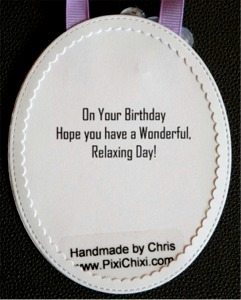 On Your Birthday
Hope you have a Wonderful,
Relaxing Day!
Handmade by Chris
www.PixiChixi.com